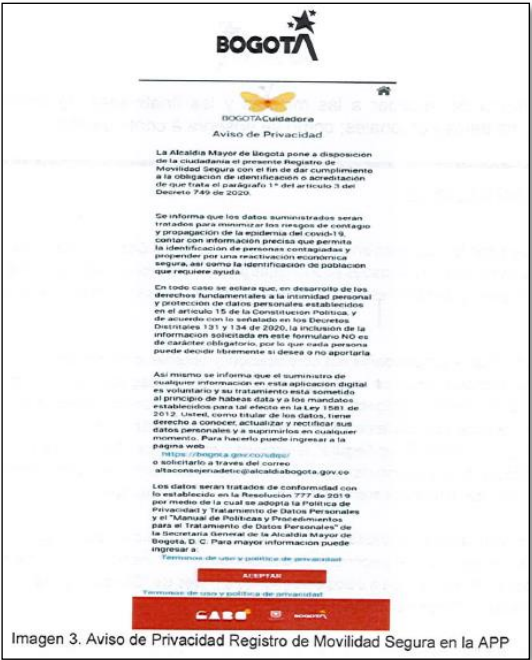 BOGOTÁ
BOGOTÁCuidadora
Aviso de Privacidad
La Alcaldía Mayor de Bogotá pone a disposición
de la ciudadanía el presente Registro de
Movilidad Segura con el fin de dar cumplimiento
a la obligación de identificación o acreditación
de que trata el parágrafo 1° del artículo 3 del
Decreto 749 de 2020.
Se informa que los datos suministrados serán
tratados para minimizar los riesgos de contagio
y propagación de la epidemia del covid-19,
contar con información precisa que permita
la identificación de personas contagiadas y
propender por una reactivación económica
segura, así como la identificación de población
que requiere ayuda.
En todo caso se aclara que, en desarrollo de los
derechos fundamentales a la intimidad personal
y protección de datos personales establecidos
en el artículo 15 de la Constitución Política, y
de acuerdo con lo señalado en los Decretos
Distritales 131 y 134 de 2020, la inclusión de la
información solicitada en este formulario NO es
de carácter obligatorio, por lo que cada persona
puede decidir libremente si desea o no aportarla
Así mismo se informa que el suministro de
cualquier información en esta aplicación digital
es voluntario y su tratamiento está sometido
al principio de habeas data y a los mandatos
establecidos para tal efecto en la Ley 1581 de
2012. Usted, como titular de los datos, tiene
derecho a conocer, actualizar y rectificar sus
datos personales y a suprimirlos en cualquier
momento. Para hacerlo puede ingresar a la
página web
https://bogota.gov.co/sdqs/
o solicitarlo a través del correo
altaconsejeriadetic@alcaldiabogota.gov.co
Los datos serán tratados de conformidad con
lo establecido en la Resolución 777 de 2019
por medio de la cual se adopta la Política de
Privacidad y Tratamiento de Datos Personales
y el "Manual de Políticas y Procedimientos
para el Tratamiento de Datos Personales" de
la Secretaría General de la Alcaldía Mayor de
Bogotá, D. C. Para mayor información puede
ingresar a:
Términos de uso y política de privacidad
ACEPTAR
Términos de uso y política de privacidad
GABO
BOGOTÁ
Imagen 3. Aviso de Privacidad Registro de Movilidad Segura en la APP